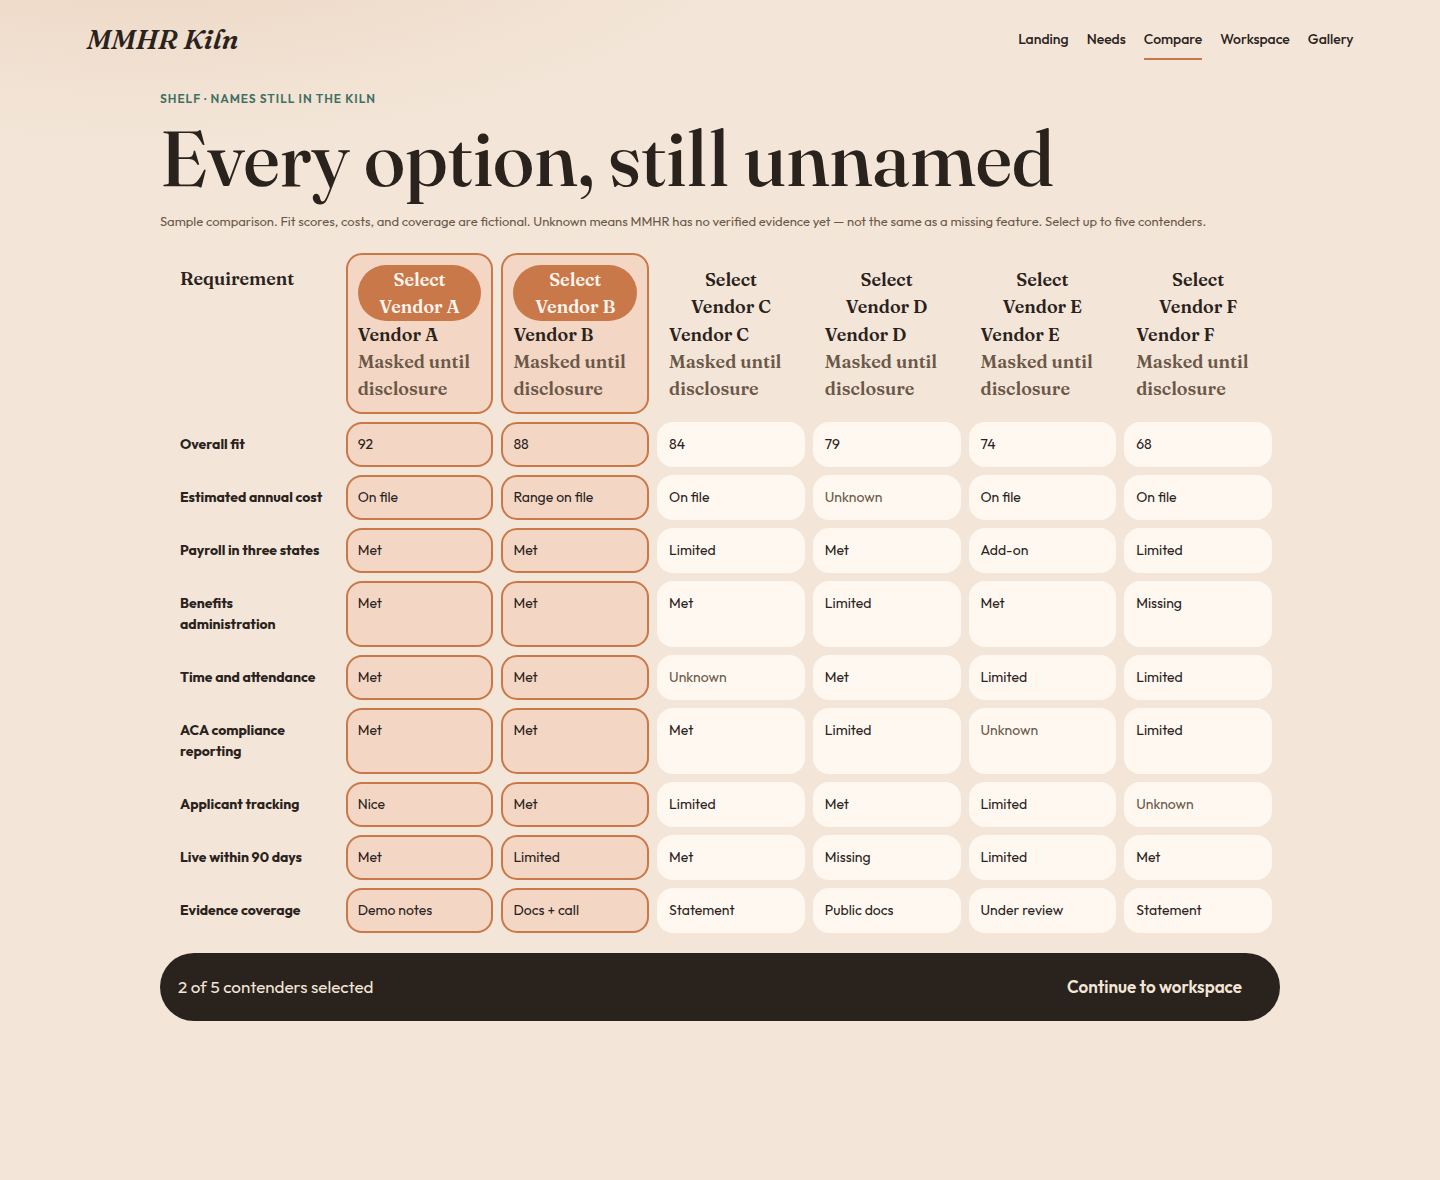 MMHR Kiln
Landing Needs Compare Workspace Gallery
SHELF · NAMES STILL IN THE KILN
Every option, still unnamed
Sample comparison. Fit scores, costs, and coverage are fictional. Unknown means MMHR has no verified evidence yet — not the same as a missing feature. Select up to five contenders.
Requirement
Select
Vendor A
Vendor A
Masked until
disclosure
Select
Vendor B
Vendor B
Masked until
disclosure
Select
Vendor C
Vendor C
Masked until
disclosure
Select
Vendor D
Vendor D
Masked until
disclosure
Select
Vendor E
Vendor E
Masked until
disclosure
Select
Vendor F
Vendor F
Masked until
disclosure
Overall fit 92 88 84 79 74 68
Estimated annual cost On file Range on file On file Unknown On file On file
Payroll in three states Met Met Limited Met Add-on Limited
Benefits
administration
Met Met Met Limited Met Missing
Time and attendance Met Met Unknown Met Limited Limited
ACA compliance
reporting
Met Met Met Limited Unknown Limited
Applicant tracking Nice Met Limited Met Limited Unknown
Live within 90 days Met Limited Met Missing Limited Met
Evidence coverage Demo notes Docs + call Statement Public docs Under review Statement
2 of 5 contenders selected Continue to workspace